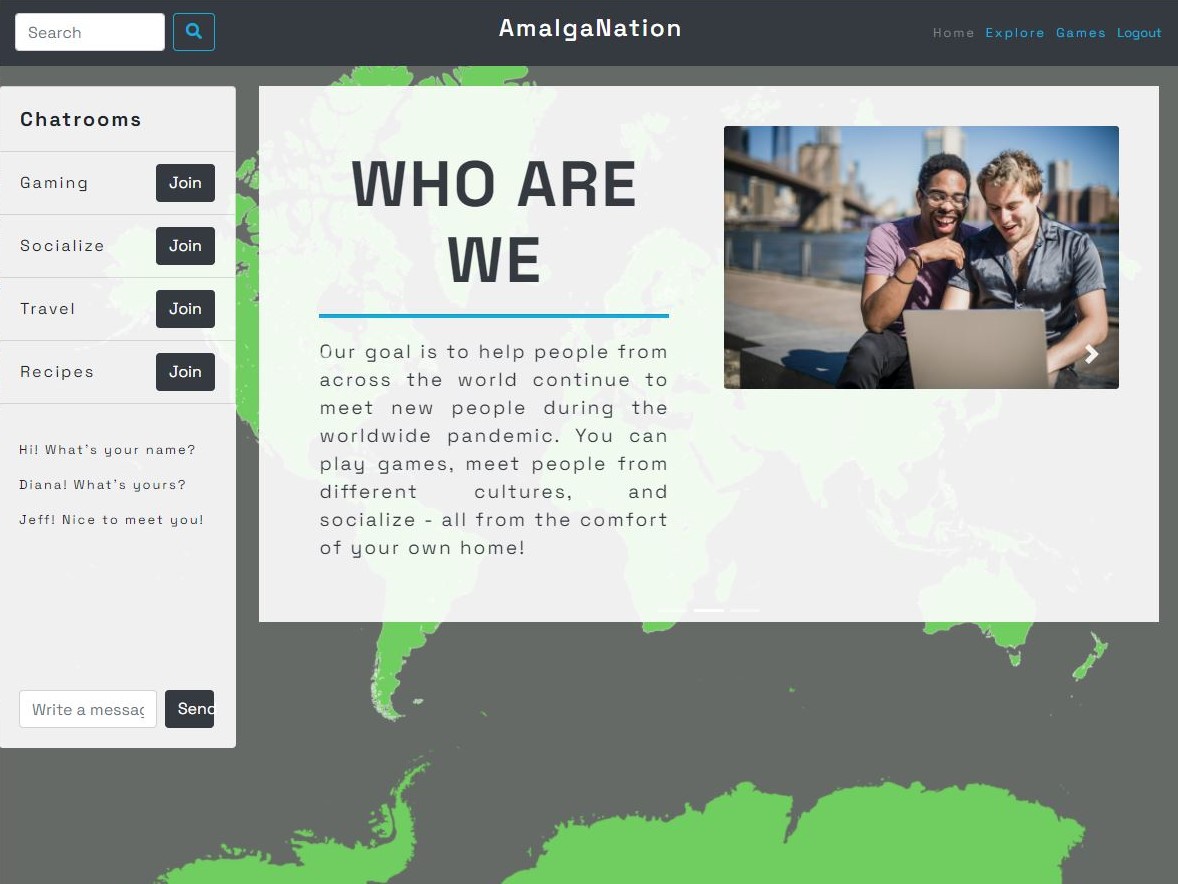 Search
AmalgaNation
Home Explore Games Logout
Chatrooms
Gaming Join
Socialize Join
Travel Join
Recipes Join
Hi! What's your name?
Diana! What's yours?
Jeff! Nice to meet you!
Write a messag
Send
WHO ARE
WE
Our goal is to help people from
across the world continue to
meet new people during the
worldwide pandemic. You can
play games, meet people from
different cultures, and
socialize - all from the comfort
of your own home!